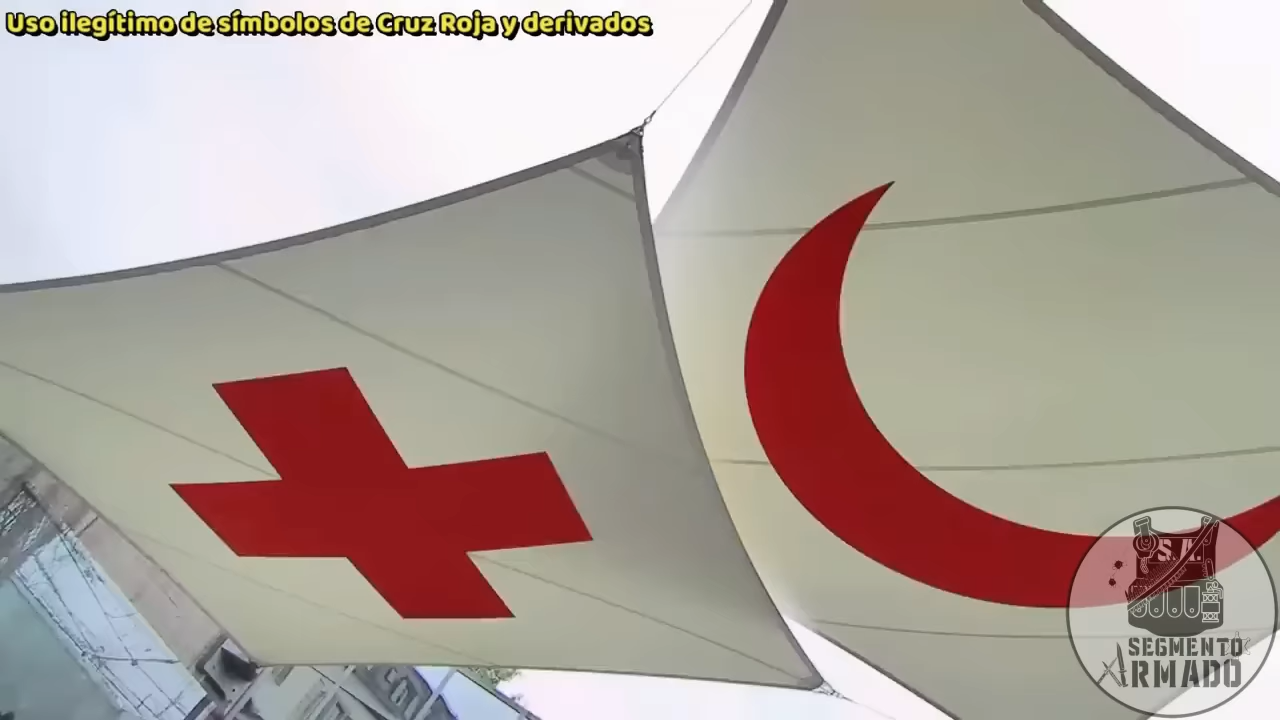 Uso ilegítimo de símbolos de Cruz Roja y derivados
S.A.
SEGMENTO
ARMADO